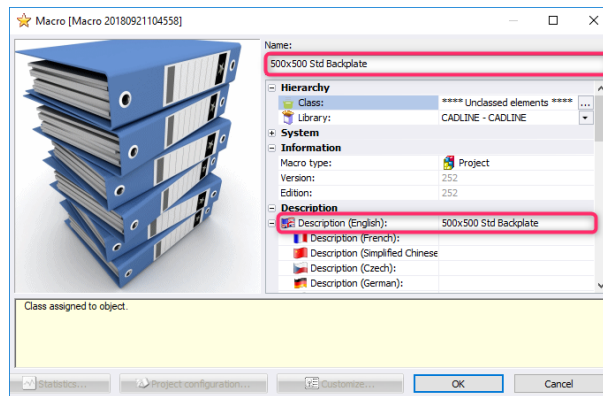 Macro [Macro 20180921104558]
Name:
500x500 Std Backplate
Hierarchy
Class: **** Unclassed elements **** ...
Library: CADLINE - CADLINE
System
Information
Macro type: Project
Version: 252
Edition: 252
Description
Description (English): 500x500 Std Backplate
Description (French):
Description (Simplified Chinese
Description (Czech):
Description (German):
Class assigned to object.
Statistics... Project configuration... Customize... OK Cancel